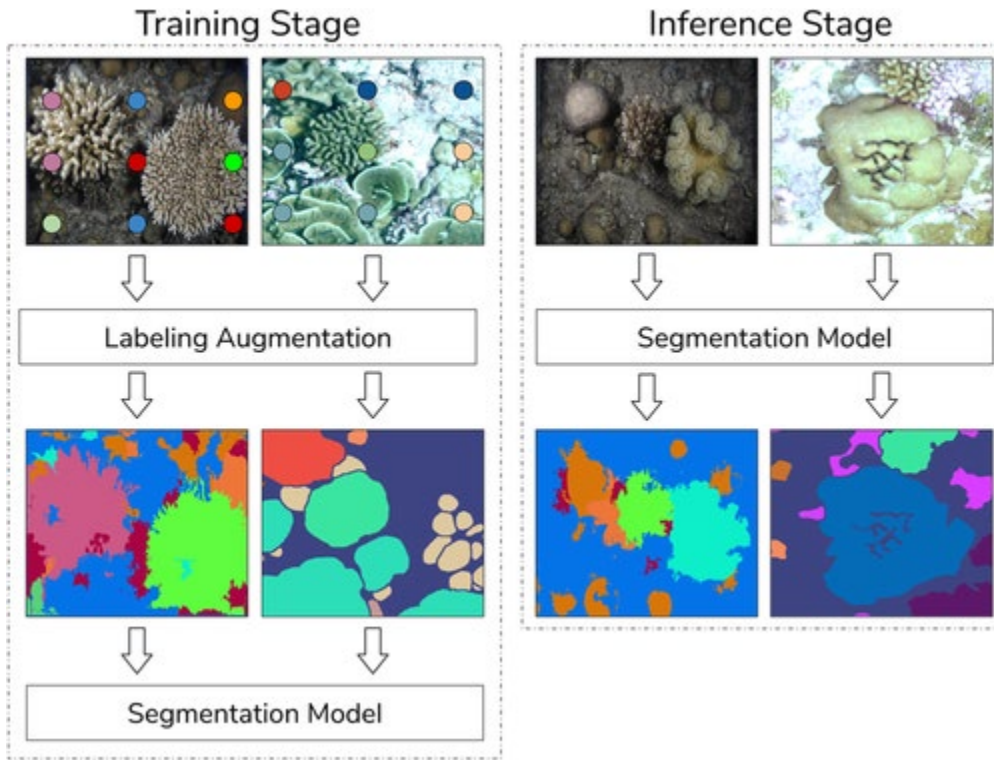 Training Stage
Inference Stage
Labeling Augmentation
Segmentation Model
Segmentation Model